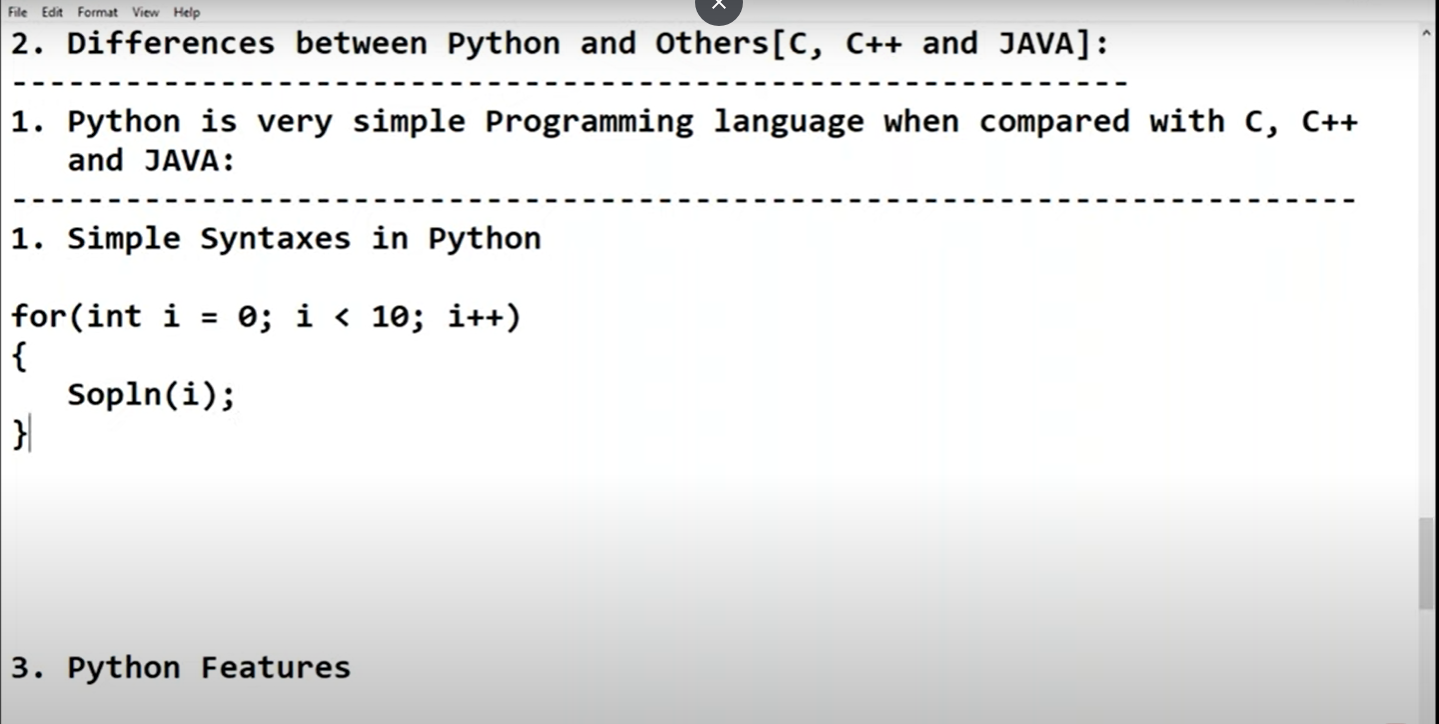 File Edit Format View Help
2. Differences between Python and Others[C, C++ and JAVA]:
-----------------------------------------------------------
1. Python is very simple Programming language when compared with C, C++
   and JAVA:
-----------------------------------------------------------------------
1. Simple Syntaxes in Python
for(int i = 0; i < 10; i++)
{
   Sopln(i);
}
3. Python Features